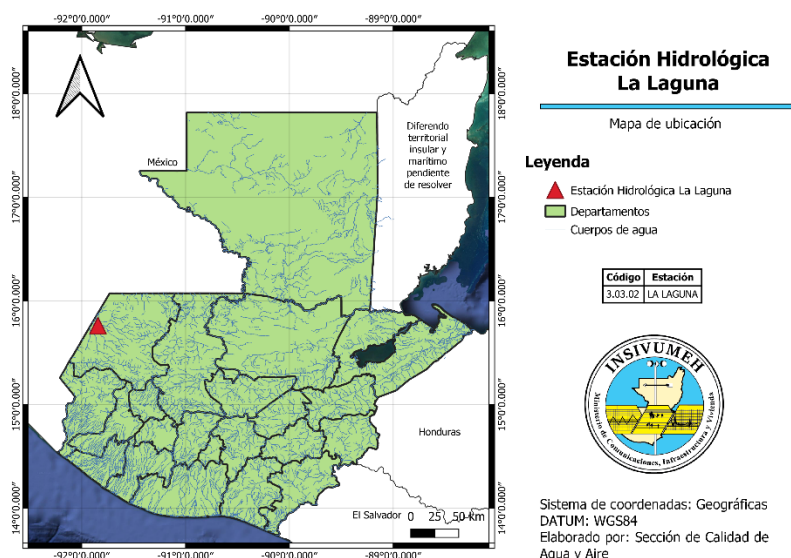 -92°0'0.000" -91°0'0.000" -90°0'0.000" -89°0'0.000"
18°0'0.000"
17°0'0.000"
16°0'0.000"
15°0'0.000"
14°0'0.000"
México
Diferendo
territorial
insular y
marítimo
pendiente
de resolver
Honduras
El Salvador
0 25 50 km
-92°0'0.000" -91°0'0.000" -90°0'0.000" -89°0'0.000"
18°0'0.000"
17°0'0.000"
16°0'0.000"
15°0'0.000"
14°0'0.000"
Estación Hidrológica
La Laguna
Mapa de ubicación
Leyenda
Estación Hidrológica La Laguna
Departamentos
Cuerpos de agua
Código Estación
3.03.02 LA LAGUNA
INSIVUMEH
Ministerio de Comunicaciones, Infraestructura y Vivienda
Sistema de coordenadas: Geográficas
DATUM: WGS84
Elaborado por: Sección de Calidad de
Agua y Aire